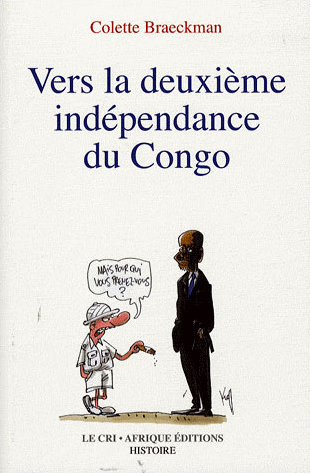 Colette Braeckman
Vers la deuxième
indépendance
du Congo
MAIS POUR QUI
VOUS PRENEZ-VOUS
?
LE CRI • AFRIQUE ÉDITIONS
HISTOIRE